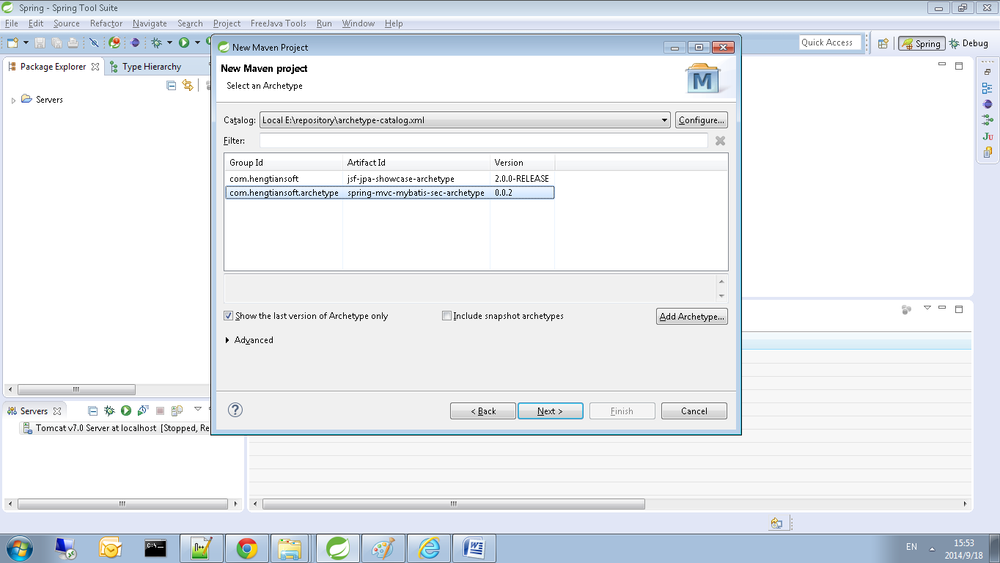 Spring - Spring Tool Suite
File Edit Source Refactor Navigate Search Project FreeJava Tools Run Window Help
Quick Access
Spring
Debug
Package Explorer
Type Hierarchy
Servers
New Maven Project
New Maven project
Select an Archetype
M
Catalog: Local E:\repository\archetype-catalog.xml Configure...
Filter:
Group Id Artifact Id Version
com.hengtiansoft jsf-jpa-showcase-archetype 2.0.0-RELEASE
com.hengtiansoft.archetype spring-mvc-mybatis-sec-archetype 0.0.2
Show the last version of Archetype only Include snapshot archetypes Add Archetype...
Advanced
< Back Next > Finish Cancel
Servers
Tomcat v7.0 Server at localhost [Stopped, Re
JU
EN
15:53
2014/9/18